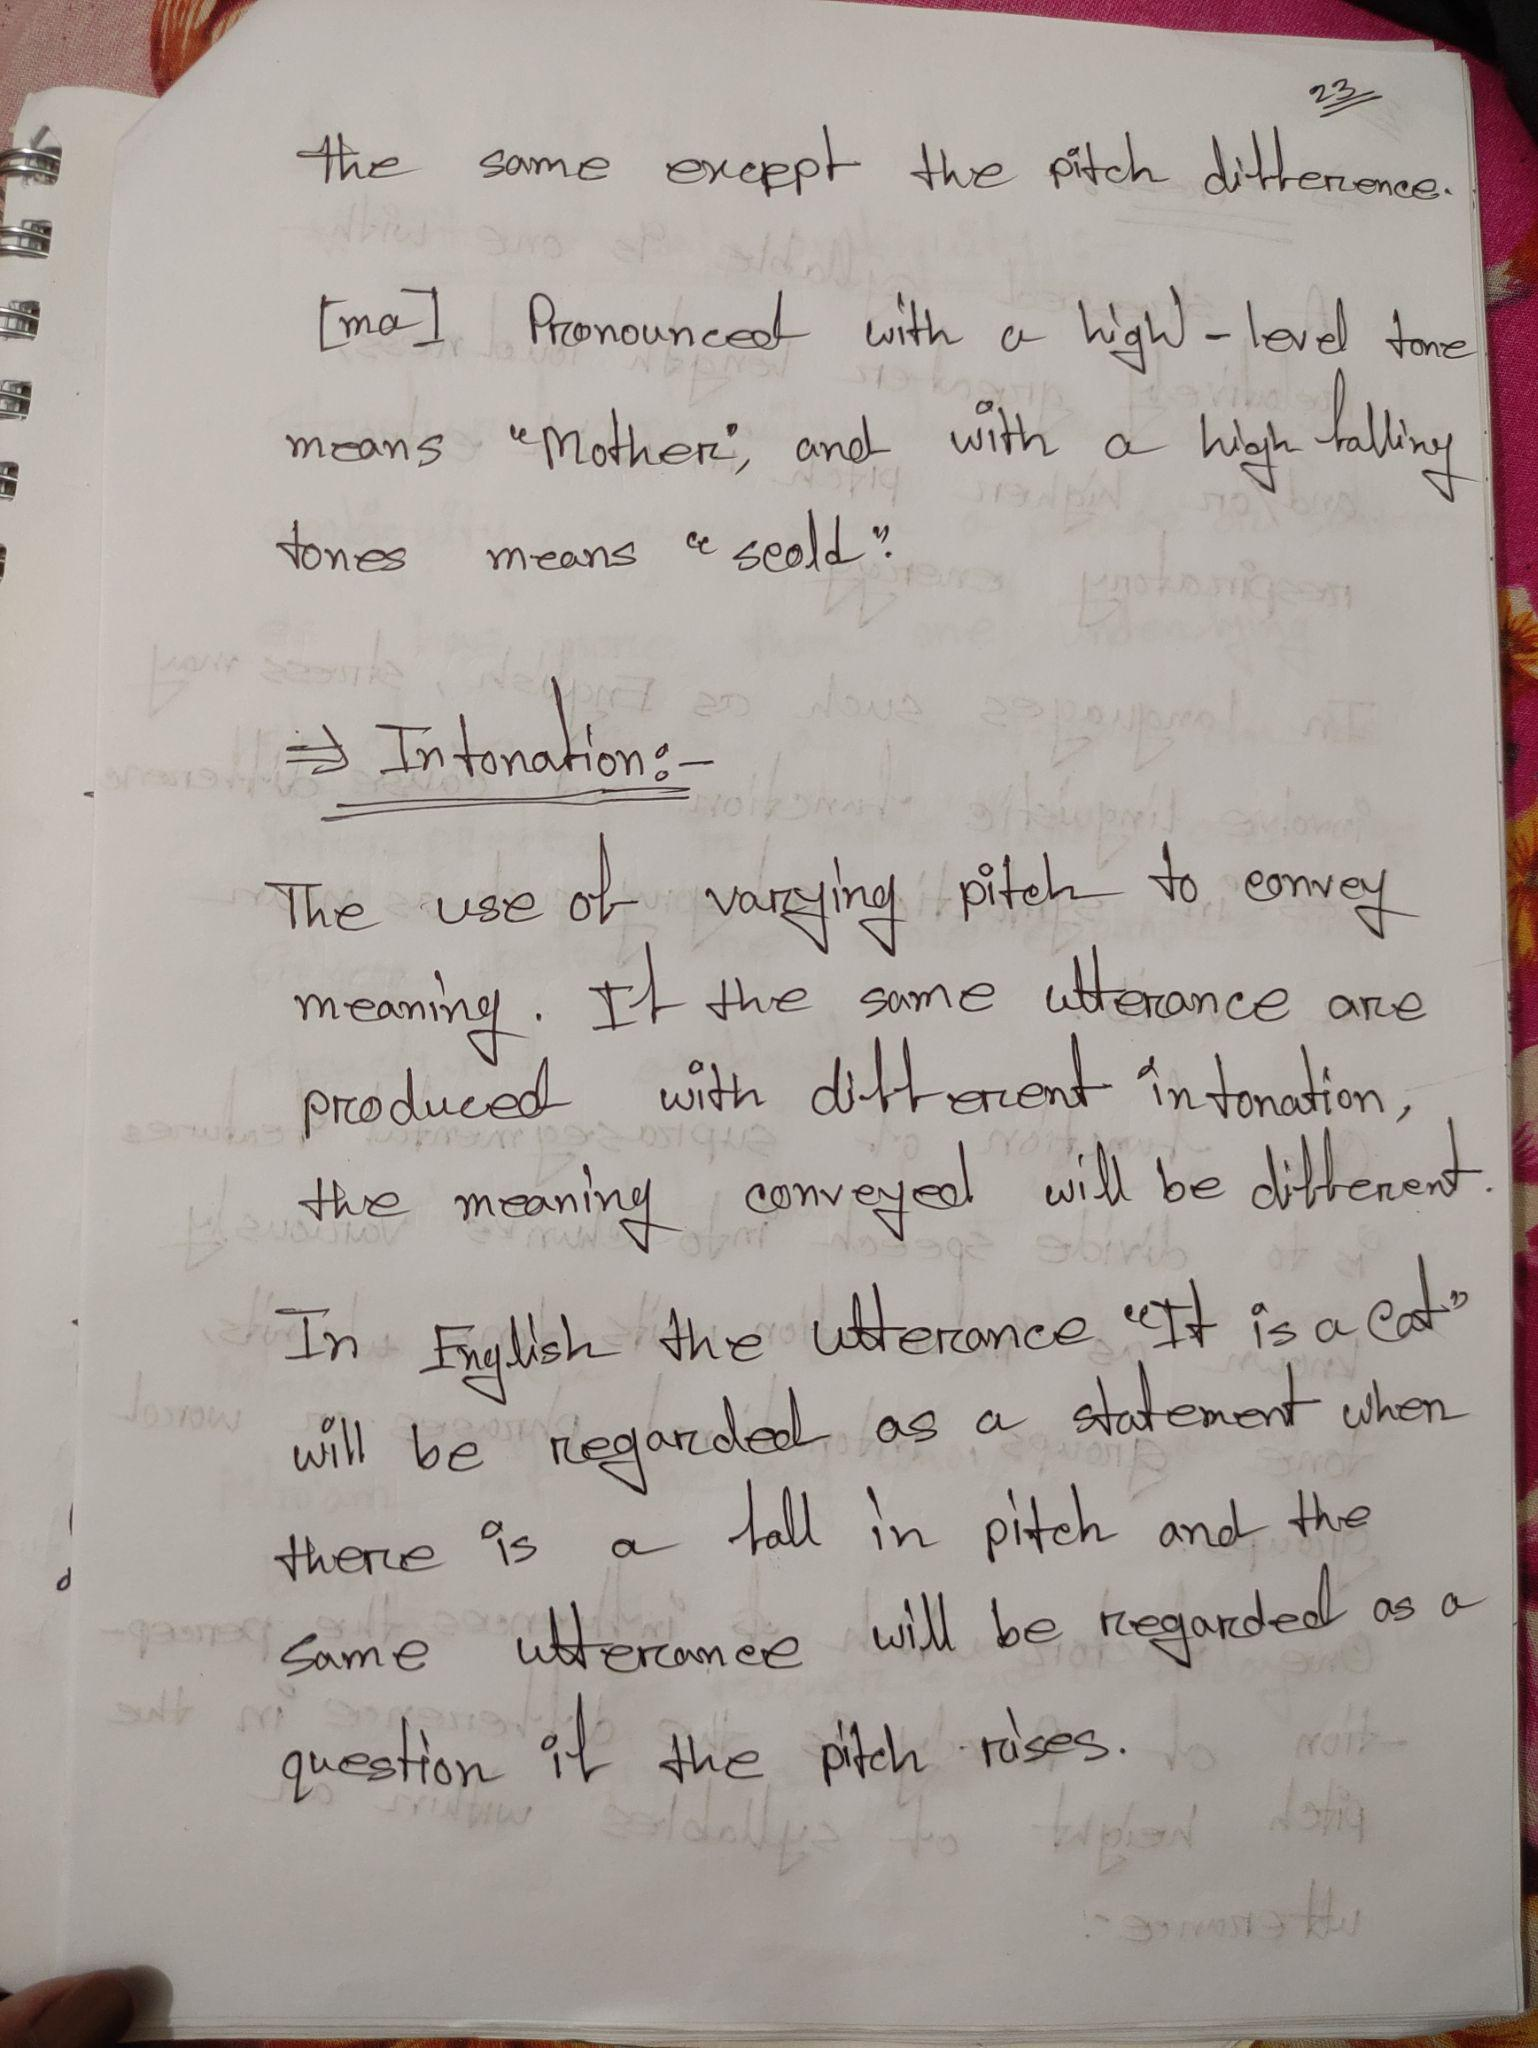 23
the same except the pitch difference.
[ma] Pronounced with a high-level tone
means "Mother", and with a high falling
tones means "scold".
⇒ Intonation:-
The use of varying pitch to convey
meaning. If the same utterance are
produced with different intonation,
the meaning conveyed will be different.
In English the utterance "It is a cat"
will be regarded as a statement when
there is a fall in pitch and the
same utterance will be regarded as a
question if the pitch rises.